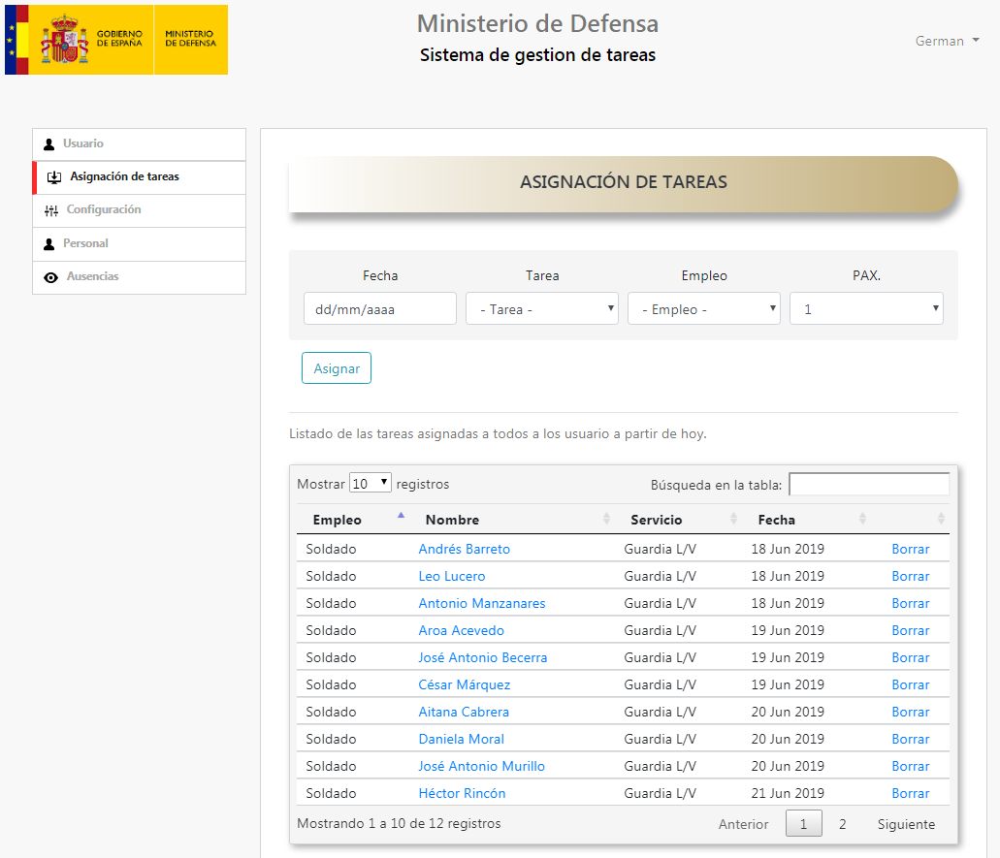 GOBIERNO DE ESPAÑA
MINISTERIO DE DEFENSA
Ministerio de Defensa
Sistema de gestion de tareas
German
Usuario
Asignación de tareas
Configuración
Personal
Ausencias
ASIGNACIÓN DE TAREAS
Fecha Tarea Empleo PAX.
dd/mm/aaaa - Tarea - - Empleo - 1
Asignar
Listado de las tareas asignadas a todos a los usuario a partir de hoy.
Mostrar 10 registros Búsqueda en la tabla:
Empleo Nombre Servicio Fecha
Soldado Andrés Barreto Guardia L/V 18 Jun 2019 Borrar
Soldado Leo Lucero Guardia L/V 18 Jun 2019 Borrar
Soldado Antonio Manzanares Guardia L/V 18 Jun 2019 Borrar
Soldado Aroa Acevedo Guardia L/V 19 Jun 2019 Borrar
Soldado José Antonio Becerra Guardia L/V 19 Jun 2019 Borrar
Soldado César Márquez Guardia L/V 19 Jun 2019 Borrar
Soldado Aitana Cabrera Guardia L/V 20 Jun 2019 Borrar
Soldado Daniela Moral Guardia L/V 20 Jun 2019 Borrar
Soldado José Antonio Murillo Guardia L/V 20 Jun 2019 Borrar
Soldado Héctor Rincón Guardia L/V 21 Jun 2019 Borrar
Mostrando 1 a 10 de 12 registros Anterior 1 2 Siguiente